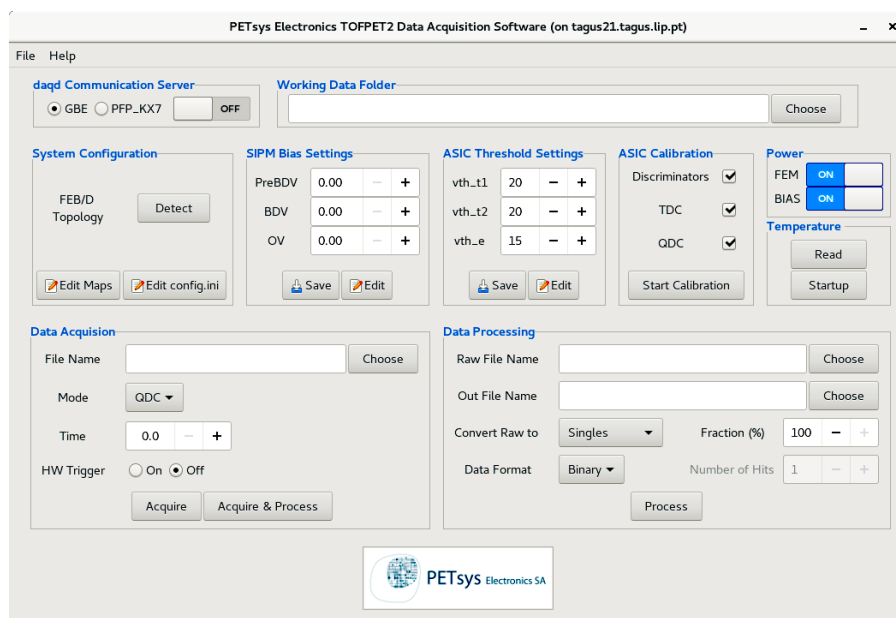 PETsys Electronics TOFPET2 Data Acquisition Software (on tagus21.tagus.lip.pt)
File Help
daqd Communication Server
GBE PFP_KX7 OFF
Working Data Folder
Choose
System Configuration
FEB/D
Topology
Detect
Edit Maps Edit config.ini
SIPM Bias Settings
PreBDV 0.00 − +
BDV 0.00 − +
OV 0.00 − +
Save Edit
ASIC Threshold Settings
vth_t1 20 − +
vth_t2 20 − +
vth_e 15 − +
Save Edit
ASIC Calibration
Discriminators
TDC
QDC
Start Calibration
Power
FEM ON
BIAS ON
Temperature
Read
Startup
Data Acquision
File Name Choose
Mode QDC
Time 0.0 − +
HW Trigger On Off
Acquire Acquire & Process
Data Processing
Raw File Name Choose
Out File Name Choose
Convert Raw to Singles Fraction (%) 100 − +
Data Format Binary Number of Hits 1 − +
Process
PETsys Electronics SA